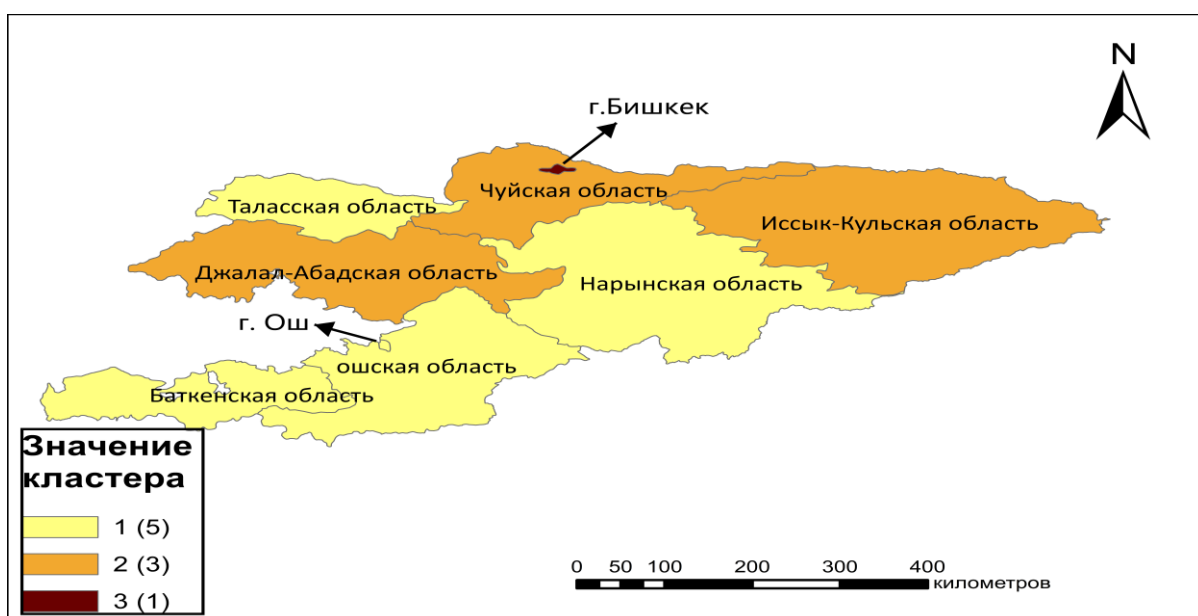 N
г.Бишкек
Чуйская область
Таласская область
Иссык-Кульская область
Джалал-Абадская область
Нарынская область
г. Ош
ошская область
Баткенская область
Значение
кластера
1 (5)
2 (3)
3 (1)
0 50 100 200 300 400
километров